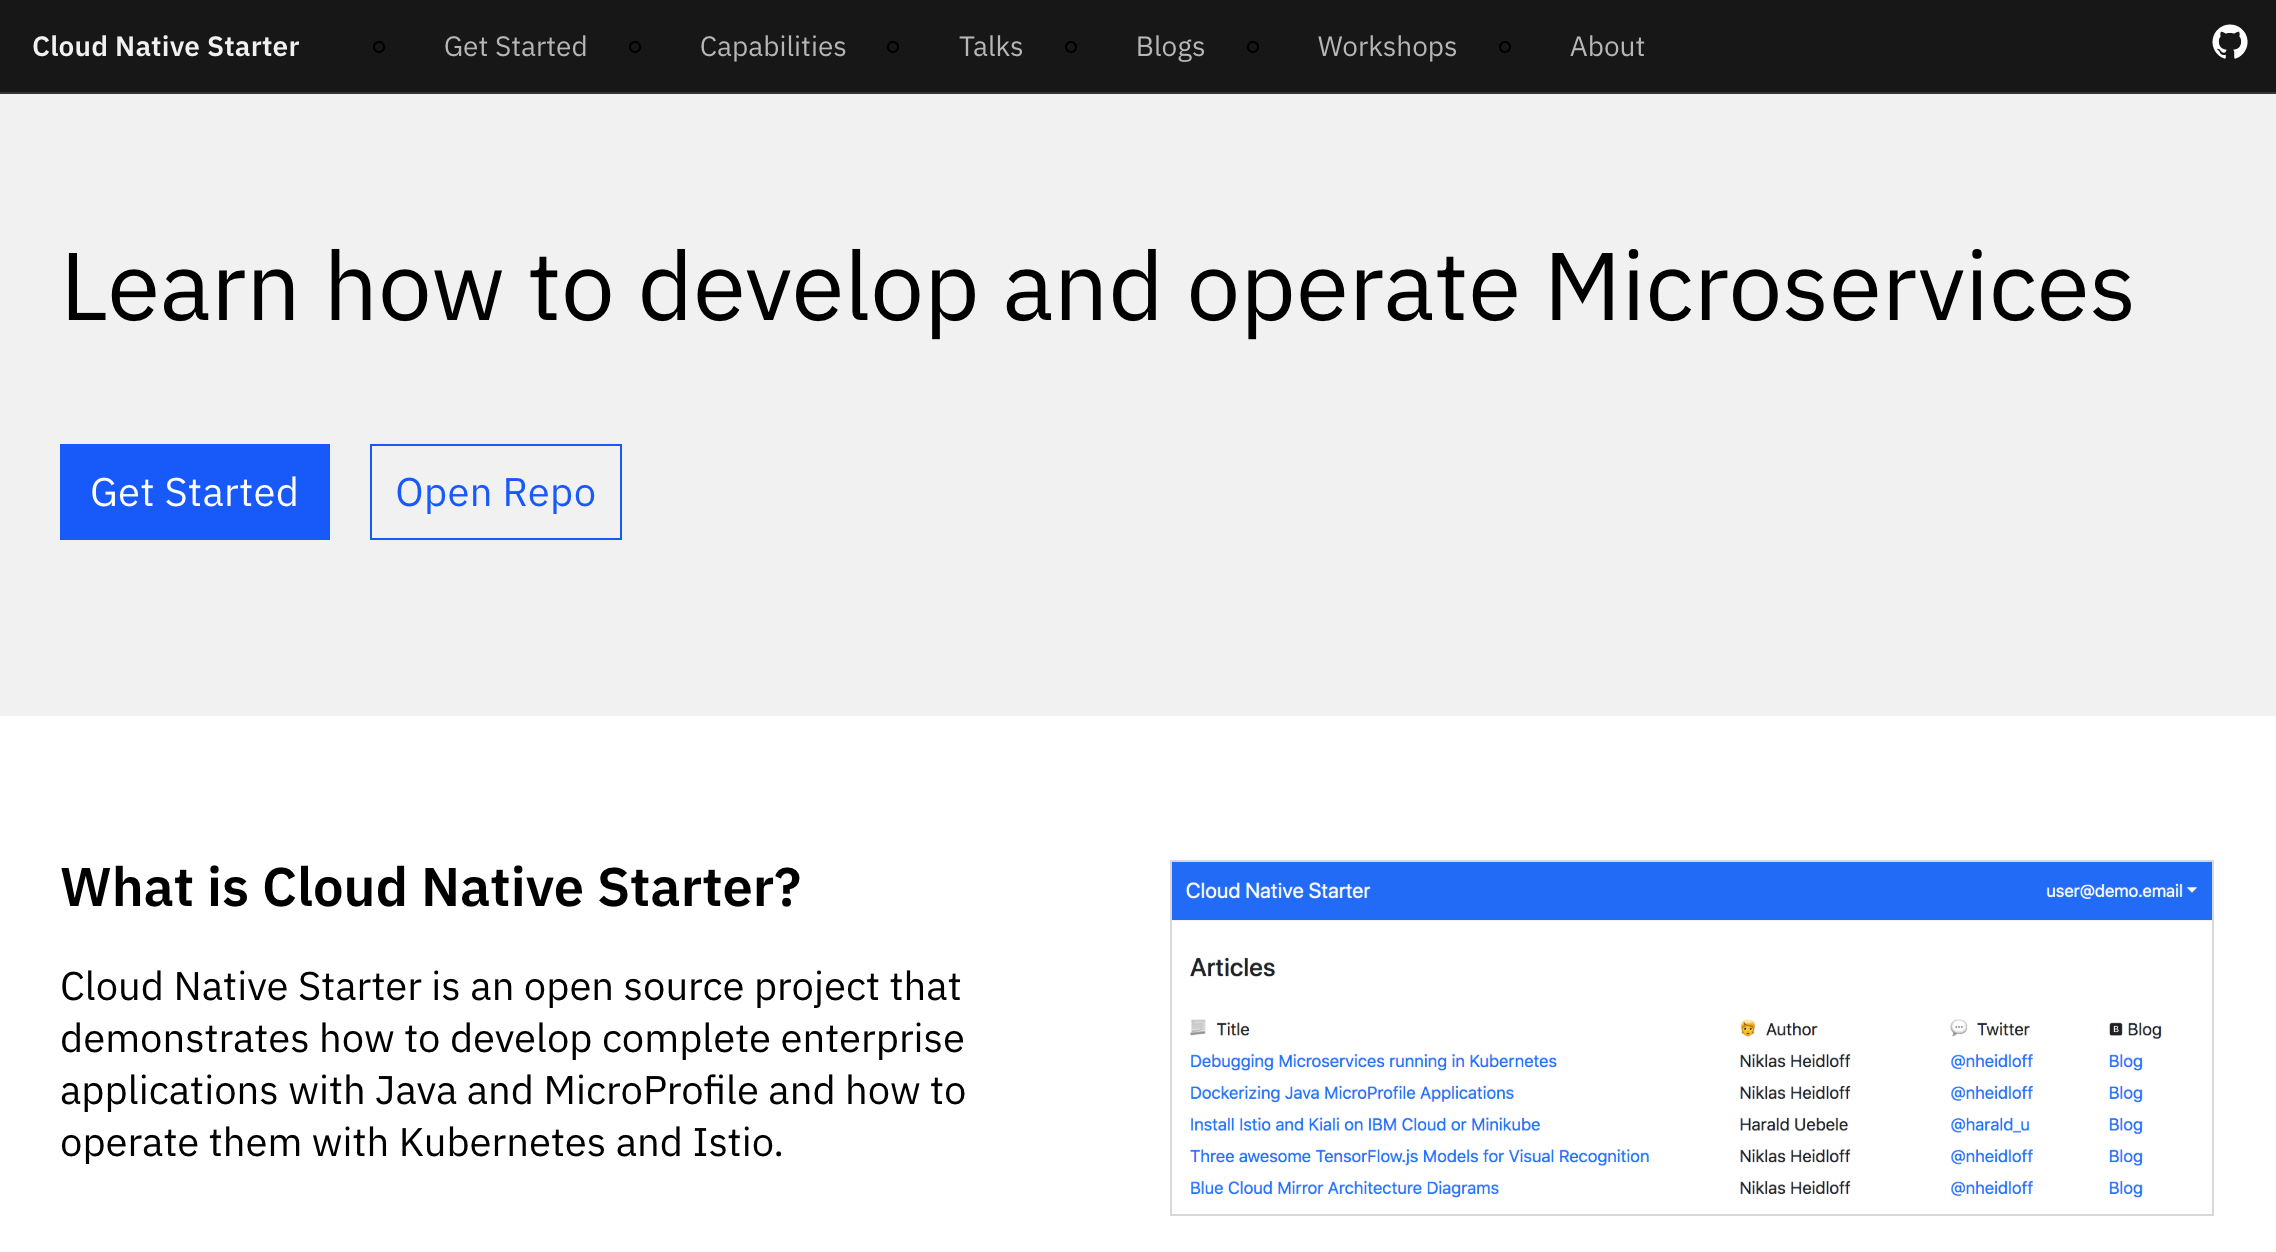 Cloud Native Starter Get Started Capabilities Talks Blogs Workshops About
Learn how to develop and operate Microservices
Get Started Open Repo
What is Cloud Native Starter?
Cloud Native Starter is an open source project that
demonstrates how to develop complete enterprise
applications with Java and MicroProfile and how to
operate them with Kubernetes and Istio.
Cloud Native Starter user@demo.email
Articles
Title Author Twitter B Blog
Debugging Microservices running in Kubernetes Niklas Heidloff @nheidloff Blog
Dockerizing Java MicroProfile Applications Niklas Heidloff @nheidloff Blog
Install Istio and Kiali on IBM Cloud or Minikube Harald Uebele @harald_u Blog
Three awesome TensorFlow.js Models for Visual Recognition Niklas Heidloff @nheidloff Blog
Blue Cloud Mirror Architecture Diagrams Niklas Heidloff @nheidloff Blog